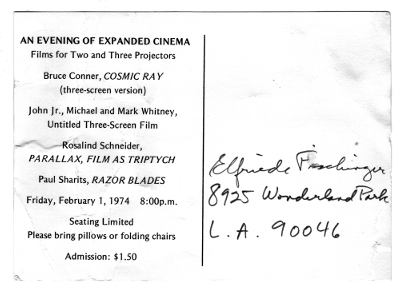 AN EVENING OF EXPANDED CINEMA
Films for Two and Three Projectors
Bruce Conner, COSMIC RAY
(three-screen version)
John Jr., Michael and Mark Whitney,
Untitled Three-Screen Film
Rosalind Schneider,
PARALLAX, FILM AS TRIPTYCH
Paul Sharits, RAZOR BLADES
Friday, February 1, 1974 8:00p.m.
Seating Limited
Please bring pillows or folding chairs
Admission: $1.50
Elfriede Fischinger
8925 Wonderland Park
L.A. 90046